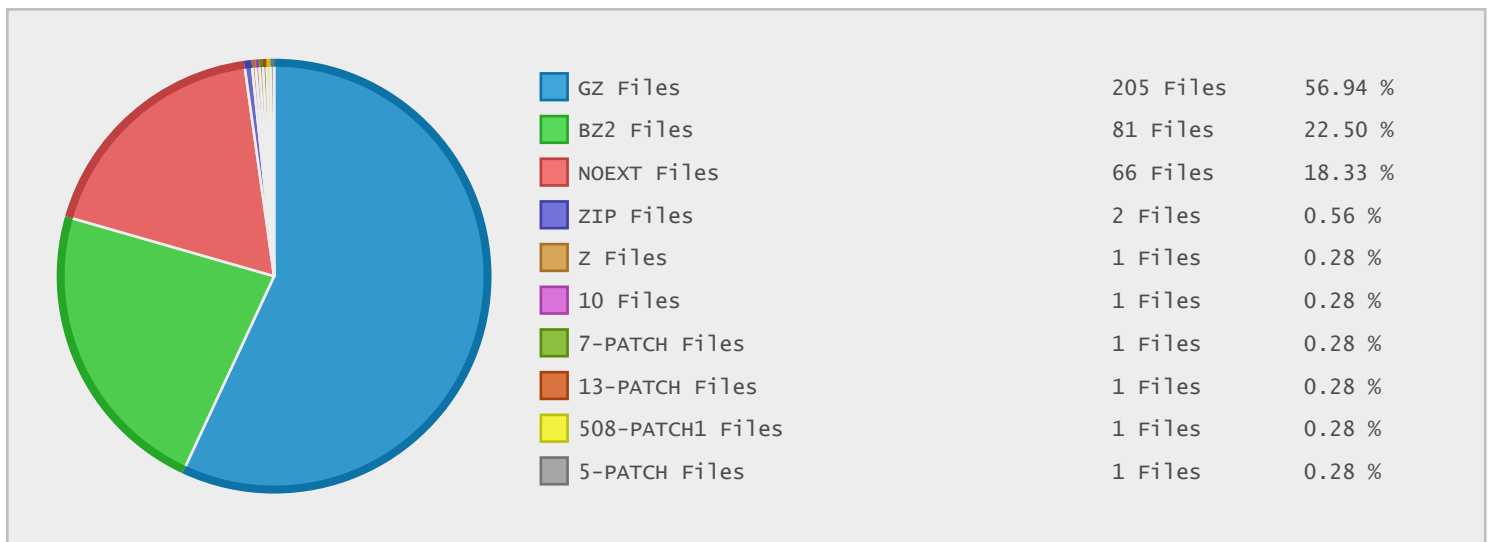 GZ Files 205 Files 56.94 %
BZ2 Files 81 Files 22.50 %
NOEXT Files 66 Files 18.33 %
ZIP Files 2 Files 0.56 %
Z Files 1 Files 0.28 %
10 Files 1 Files 0.28 %
7-PATCH Files 1 Files 0.28 %
13-PATCH Files 1 Files 0.28 %
508-PATCH1 Files 1 Files 0.28 %
5-PATCH Files 1 Files 0.28 %